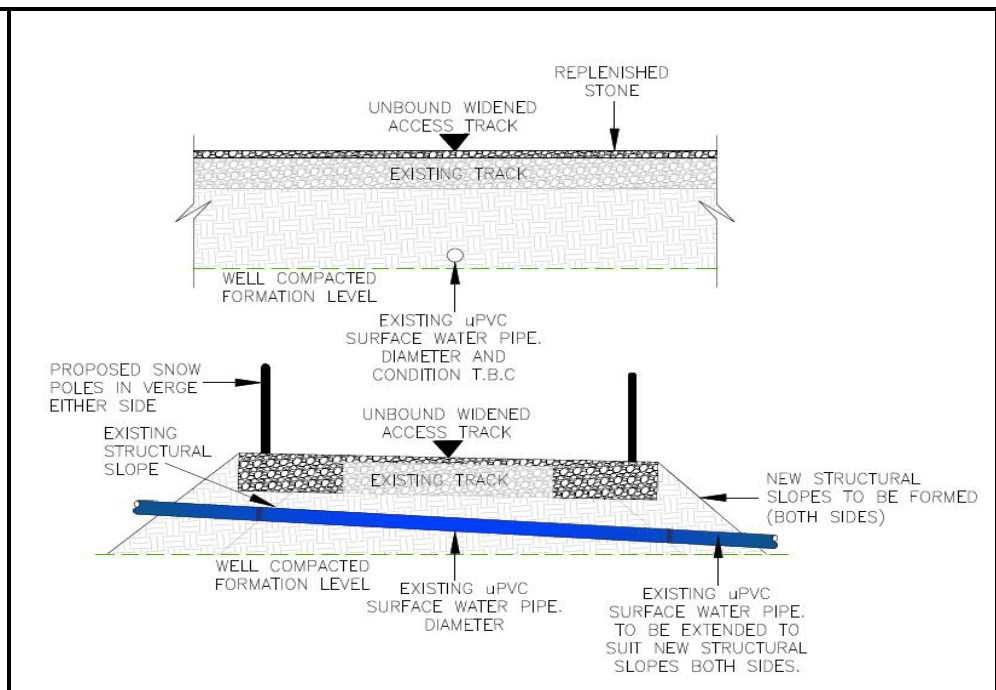 REPLENISHED
STONE
UNBOUND WIDENED
ACCESS TRACK
EXISTING TRACK
WELL COMPACTED
FORMATION LEVEL
EXISTING uPVC
SURFACE WATER PIPE.
DIAMETER AND
CONDITION T.B.C
PROPOSED SNOW
POLES IN VERGE
EITHER SIDE
EXISTING
STRUCTURAL
SLOPE
UNBOUND WIDENED
ACCESS TRACK
EXISTING TRACK
NEW STRUCTURAL
SLOPES TO BE FORMED
(BOTH SIDES)
WELL COMPACTED
FORMATION LEVEL
EXISTING uPVC
SURFACE WATER PIPE.
DIAMETER
EXISTING uPVC
SURFACE WATER PIPE.
TO BE EXTENDED TO
SUIT NEW STRUCTURAL
SLOPES BOTH SIDES.